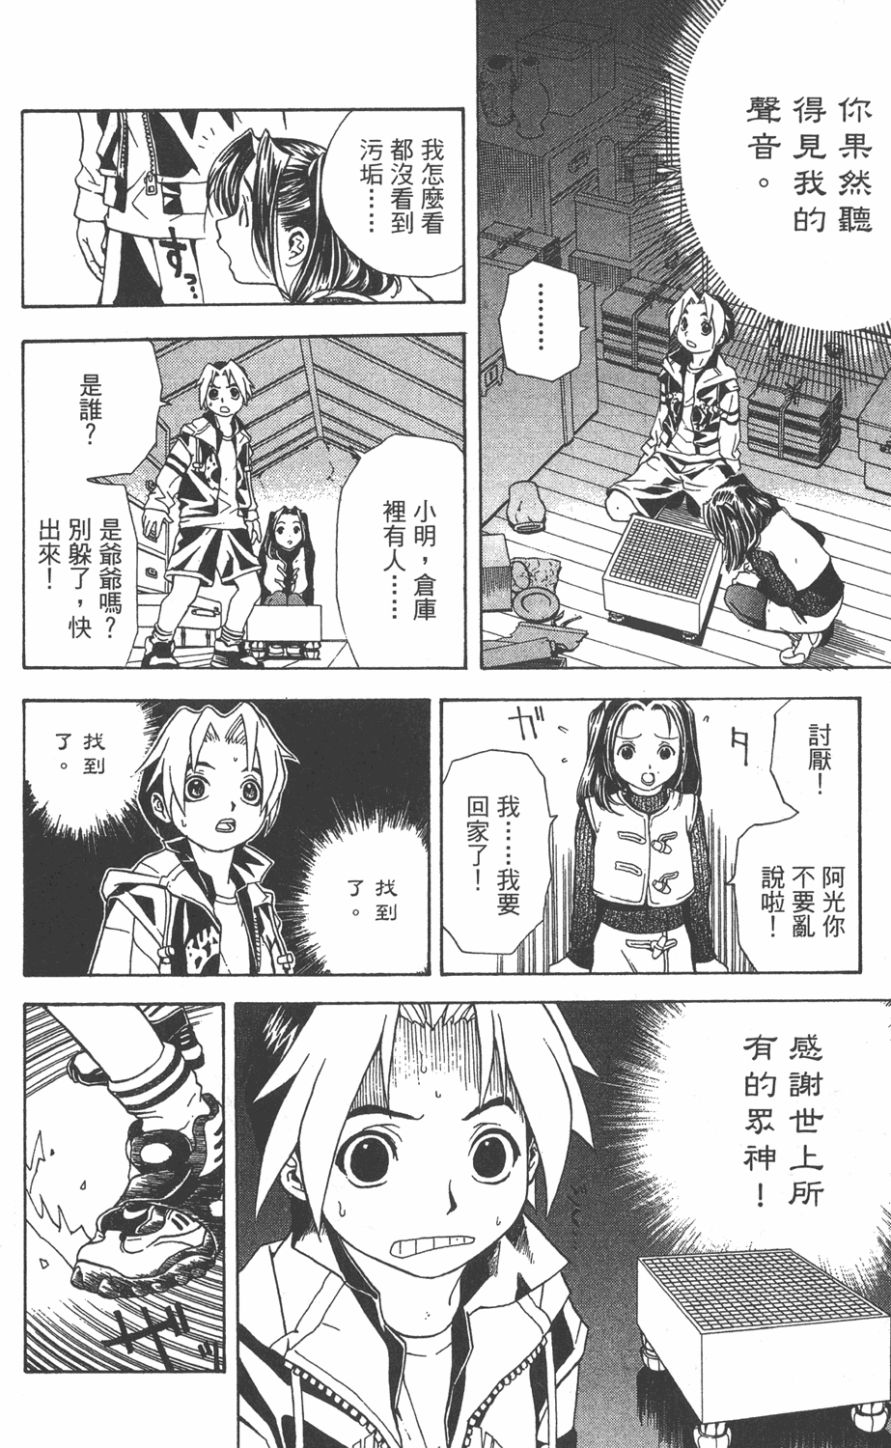 你果然聽
得見我的
聲音。
………
我怎麼看
都沒看到
污垢……
すっ…
小明，倉庫
裡有人……
是誰？
是爺爺嗎？
別躲了，快
出來！
討厭！
阿光你
不要亂
說啦！
ガタ
我……我要
回家了！
找到
了。
找到
了。
感謝世上所
有的眾神！